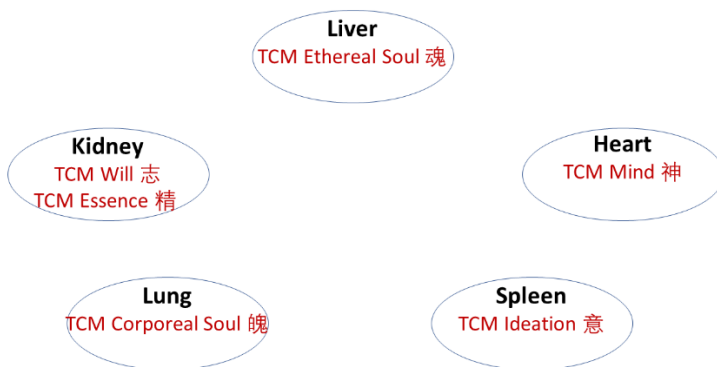 Liver
TCM Ethereal Soul 魂
Kidney
TCM Will 志
TCM Essence 精
Heart
TCM Mind 神
Lung
TCM Corporeal Soul 魄
Spleen
TCM Ideation 意